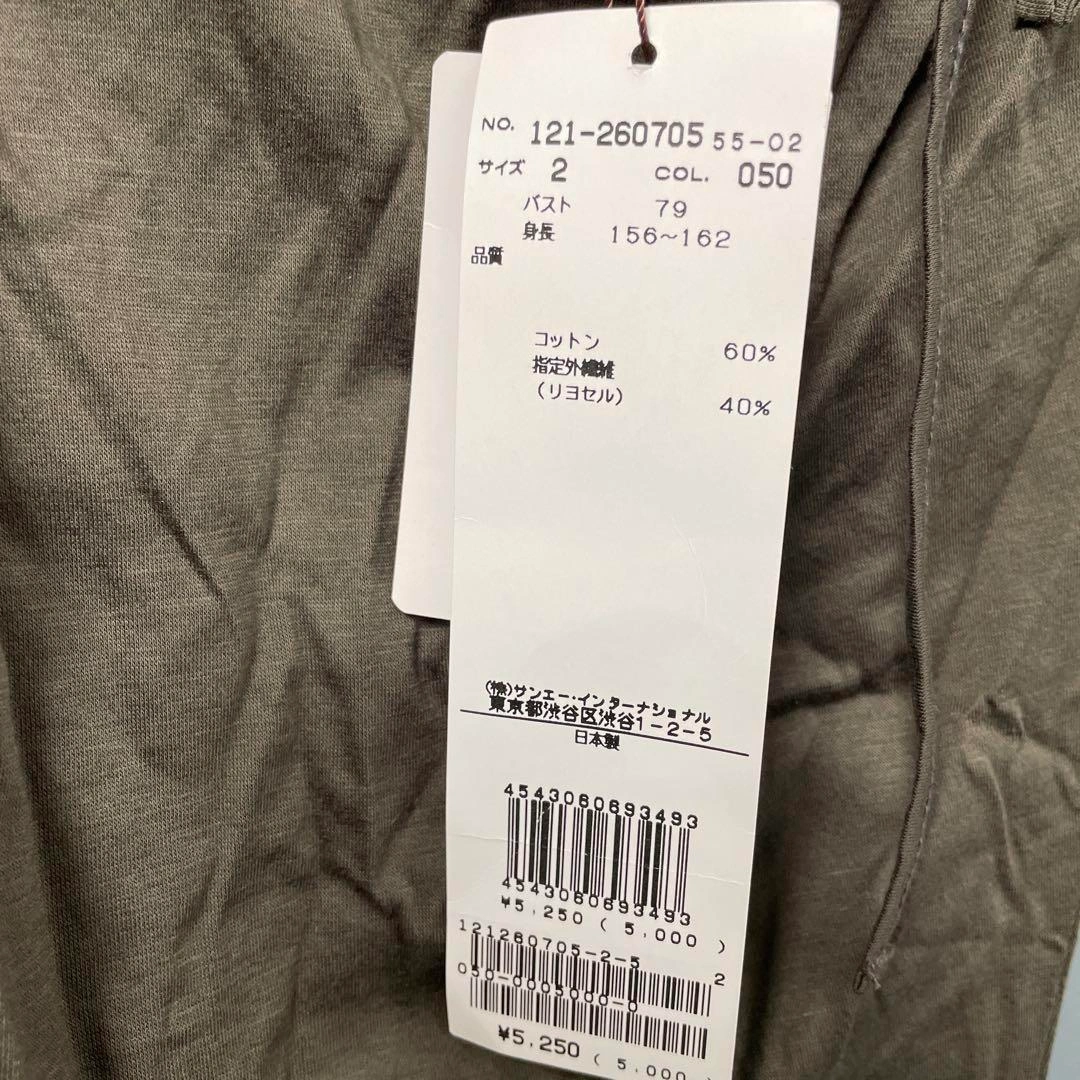 NO. 121-260705 55-02
サイズ 2 COL. 050
バスト 79
身長 156~162
品質
コットン 60%
指定外繊維
(リヨセル) 40%
(株)サンエー・インターナショナル
東京都渋谷区渋谷1-2-5
日本製
4543060693493
4543060693493
¥5,250 ( 5,000 )
121260705-2-5 2
050-0005000-0
¥5,250 ( 5,000